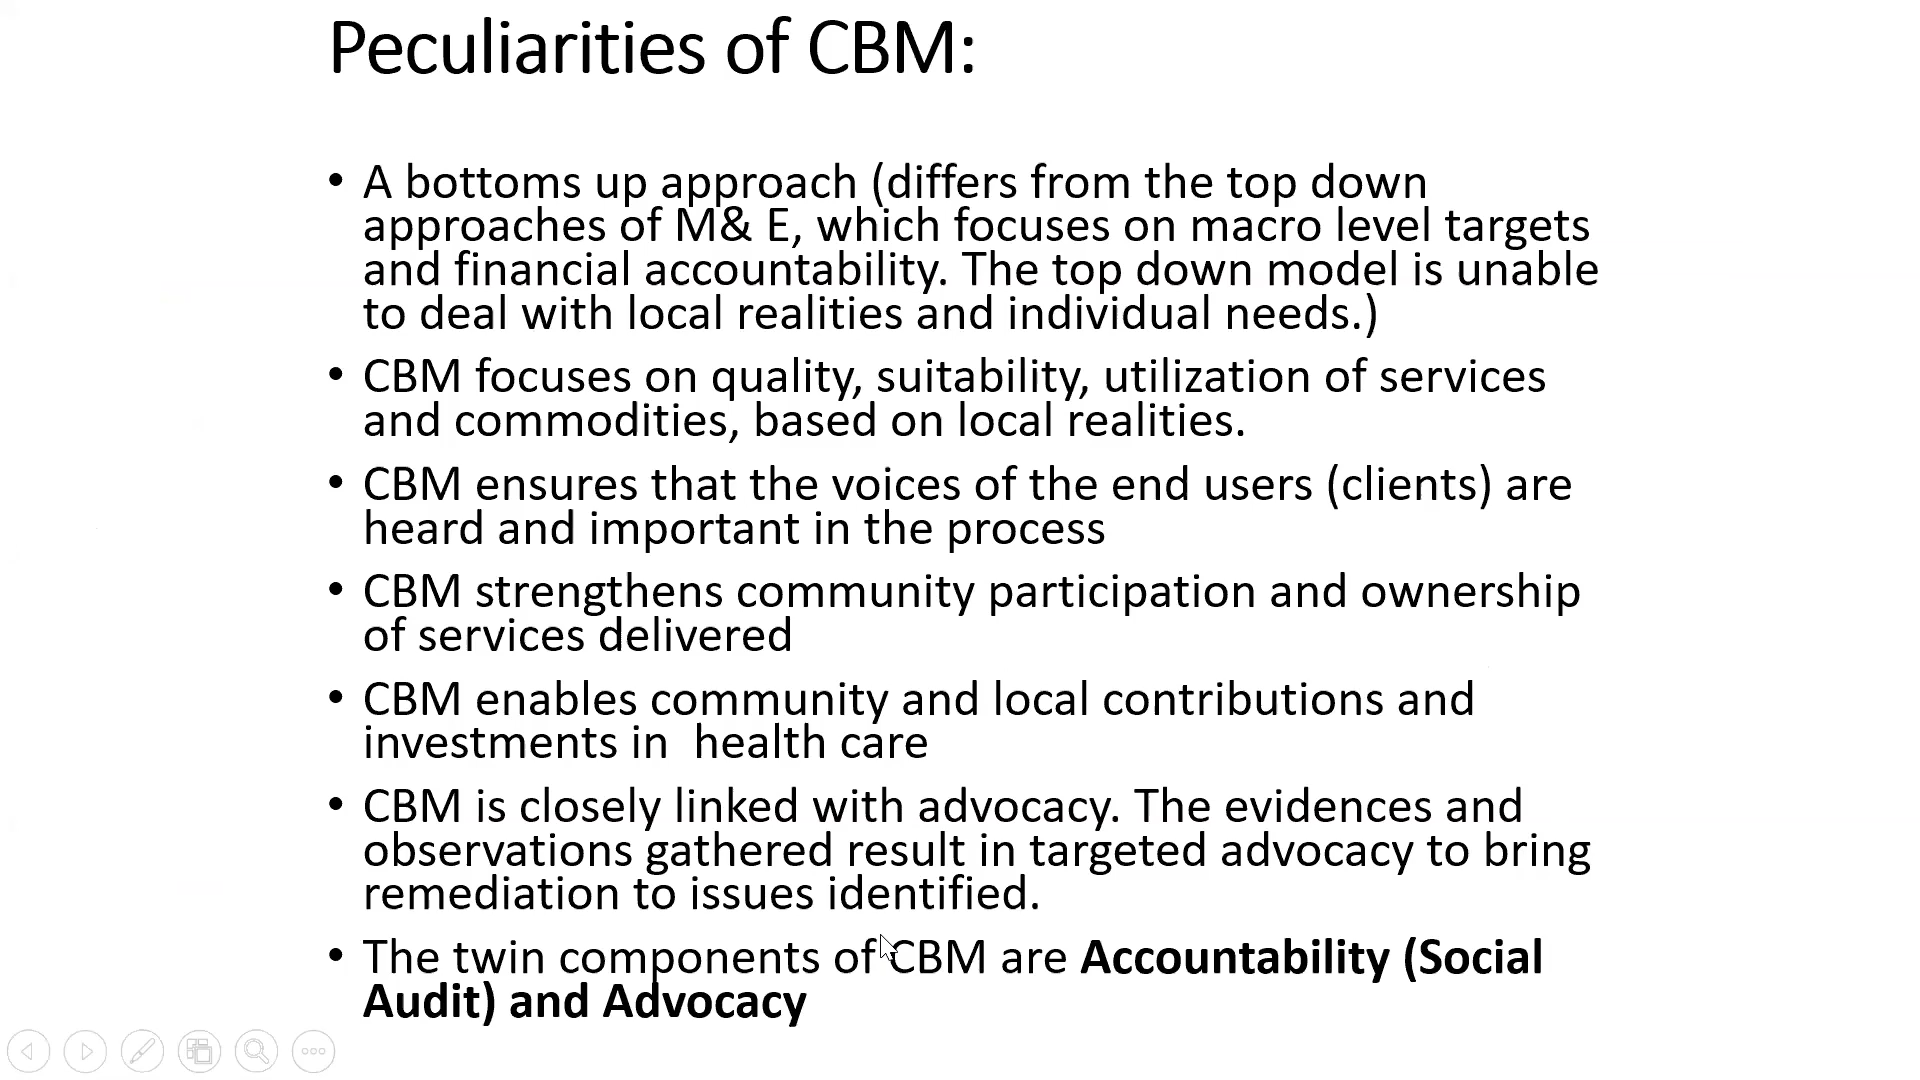 Peculiarities of CBM:
• A bottoms up approach (differs from the top down
approaches of M& E, which focuses on macro level targets
and financial accountability. The top down model is unable
to deal with local realities and individual needs.)
• CBM focuses on quality, suitability, utilization of services
and commodities, based on local realities.
• CBM ensures that the voices of the end users (clients) are
heard and important in the process
• CBM strengthens community participation and ownership
of services delivered
• CBM enables community and local contributions and
investments in  health care
• CBM is closely linked with advocacy. The evidences and
observations gathered result in targeted advocacy to bring
remediation to issues identified.
• The twin components of CBM are Accountability (Social
Audit) and Advocacy